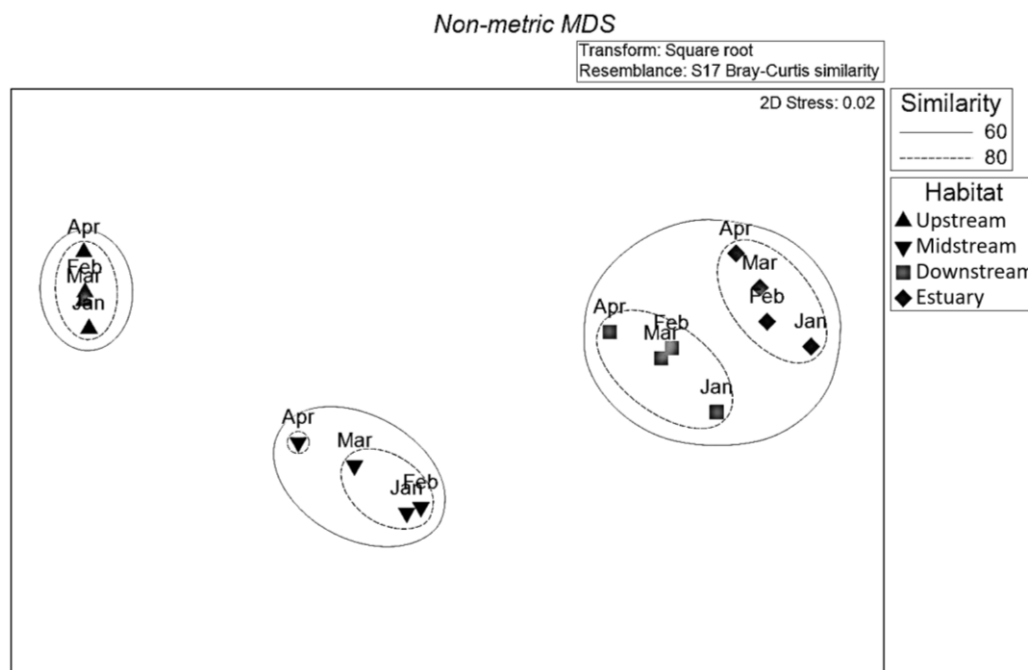 Non-metric MDS
Transform: Square root
Resemblance: S17 Bray-Curtis similarity
2D Stress: 0.02
Similarity
60
80
Habitat
Upstream
Midstream
Downstream
Estuary
Apr
Feb
Mar
Jan
Apr
Mar
Feb
Jan
Apr
Feb
Mar
Jan
Apr
Mar
Feb
Jan